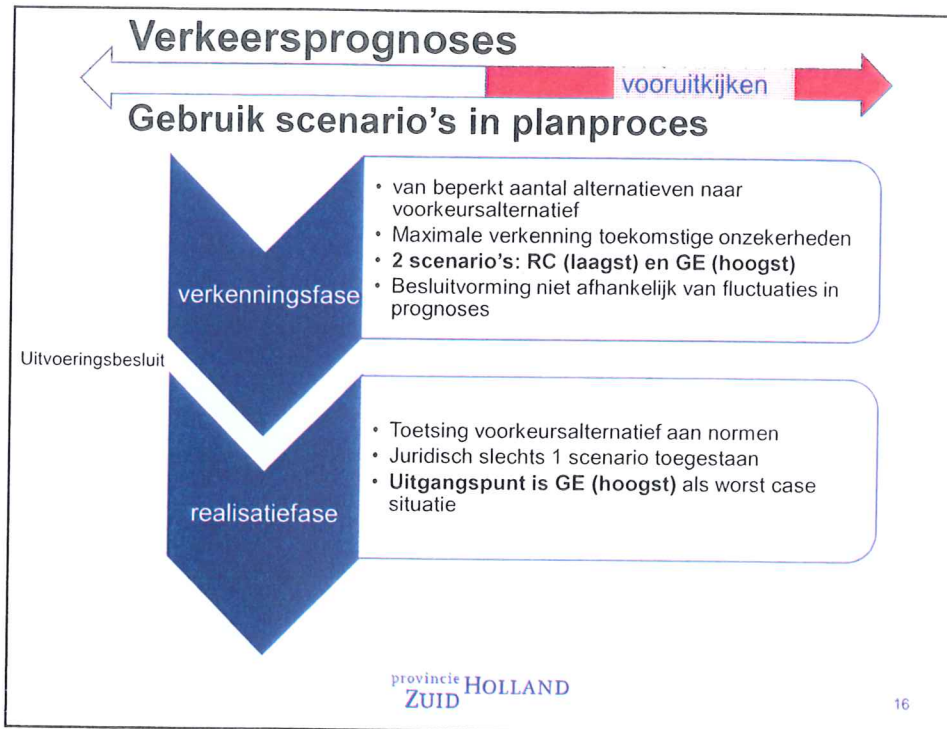 Verkeersprognoses
vooruitkijken
Gebruik scenario's in planproces
verkenningsfase
• van beperkt aantal alternatieven naar
voorkeursalternatief
• Maximale verkenning toekomstige onzekerheden
• 2 scenario's: RC (laagst) en GE (hoogst)
• Besluitvorming niet afhankelijk van fluctuaties in
prognoses
Uitvoeringsbesluit
realisatiefase
• Toetsing voorkeursalternatief aan normen
• Juridisch slechts 1 scenario toegestaan
• Uitgangspunt is GE (hoogst) als worst case
situatie
provincie HOLLAND
ZUID
16